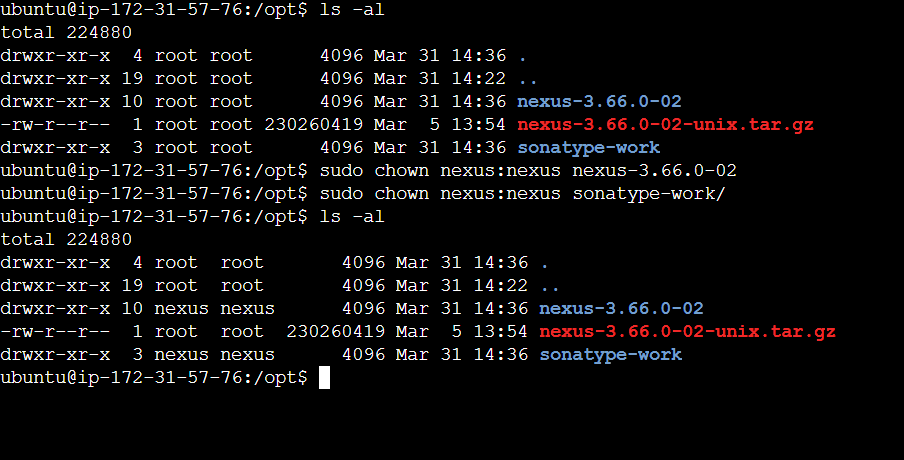 ubuntu@ip-172-31-57-76:/opt$ ls -al
total 224880
drwxr-xr-x  4 root root      4096 Mar 31 14:36 .
drwxr-xr-x 19 root root      4096 Mar 31 14:22 ..
drwxr-xr-x 10 root root      4096 Mar 31 14:36 nexus-3.66.0-02
-rw-r--r--  1 root root 230260419 Mar  5 13:54 nexus-3.66.0-02-unix.tar.gz
drwxr-xr-x  3 root root      4096 Mar 31 14:36 sonatype-work
ubuntu@ip-172-31-57-76:/opt$ sudo chown nexus:nexus nexus-3.66.0-02
ubuntu@ip-172-31-57-76:/opt$ sudo chown nexus:nexus sonatype-work/
ubuntu@ip-172-31-57-76:/opt$ ls -al
total 224880
drwxr-xr-x  4 root  root       4096 Mar 31 14:36 .
drwxr-xr-x 19 root  root       4096 Mar 31 14:22 ..
drwxr-xr-x 10 nexus nexus      4096 Mar 31 14:36 nexus-3.66.0-02
-rw-r--r--  1 root  root  230260419 Mar  5 13:54 nexus-3.66.0-02-unix.tar.gz
drwxr-xr-x  3 nexus nexus      4096 Mar 31 14:36 sonatype-work
ubuntu@ip-172-31-57-76:/opt$